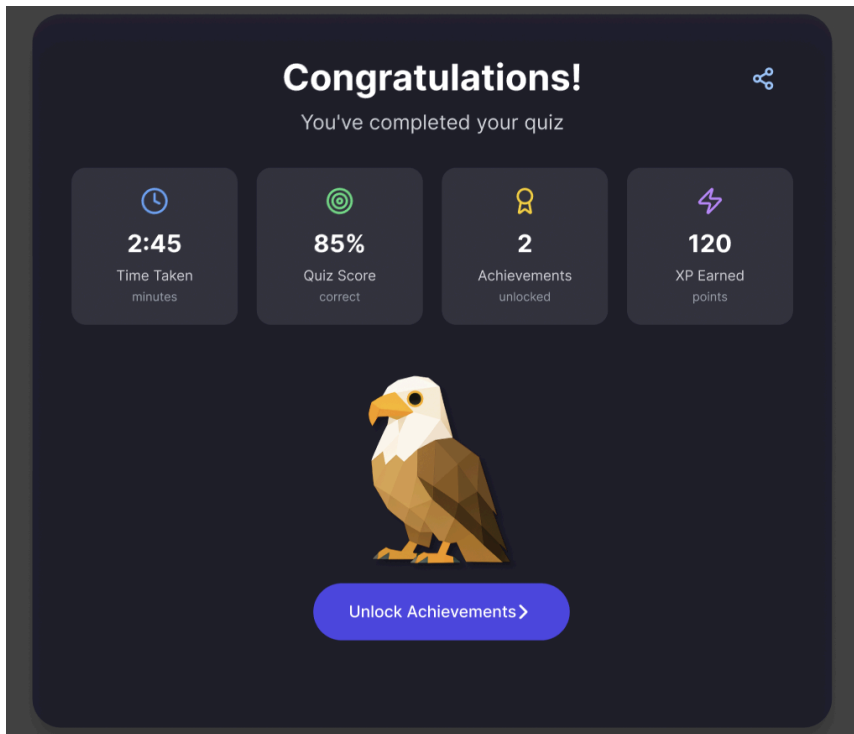 Congratulations!
You've completed your quiz
2:45
Time Taken
minutes
85%
Quiz Score
correct
2
Achievements
unlocked
120
XP Earned
points
Unlock Achievements